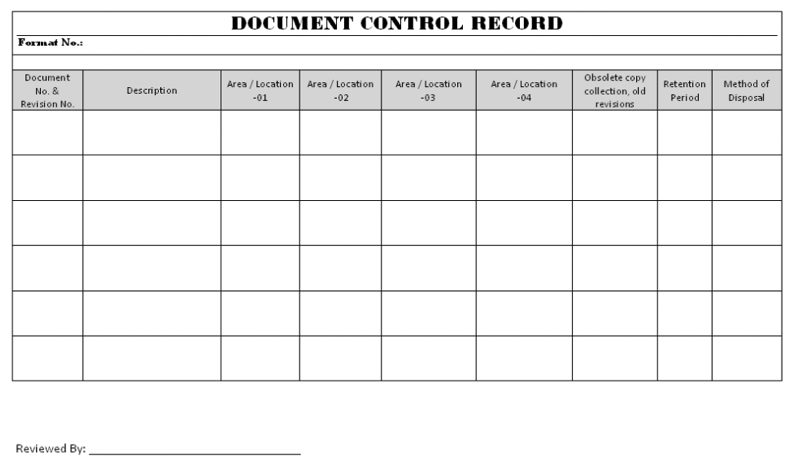 DOCUMENT CONTROL RECORD
Format No.:
Document
No. &
Revision No.
Description
Area / Location
-01
Area / Location
-02
Area / Location
-03
Area / Location
-04
Obsolete copy
collection, old
revisions
Retention
Period
Method of
Disposal
Reviewed By: